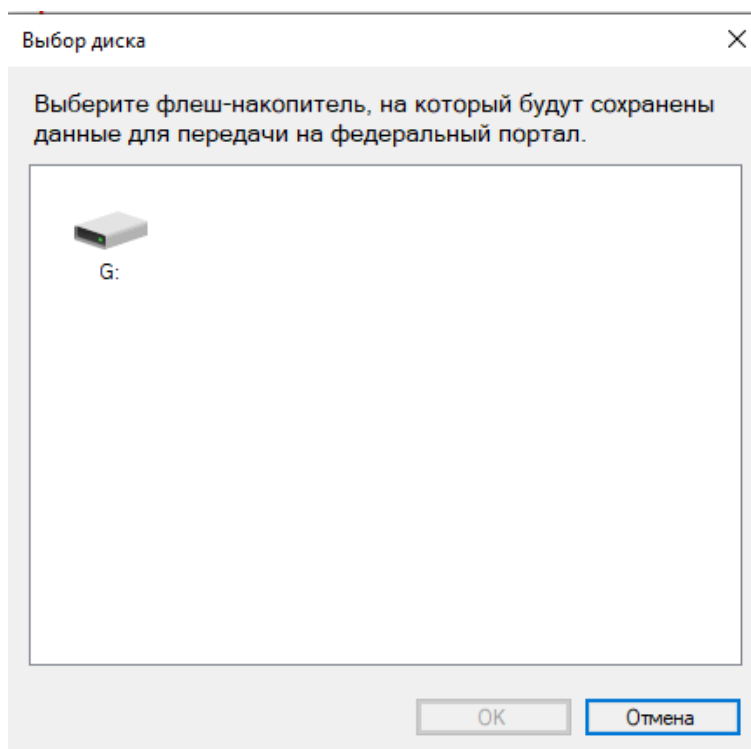 Выбор диска
Выберите флеш-накопитель, на который будут сохранены
данные для передачи на федеральный портал.
G:
OK
Отмена